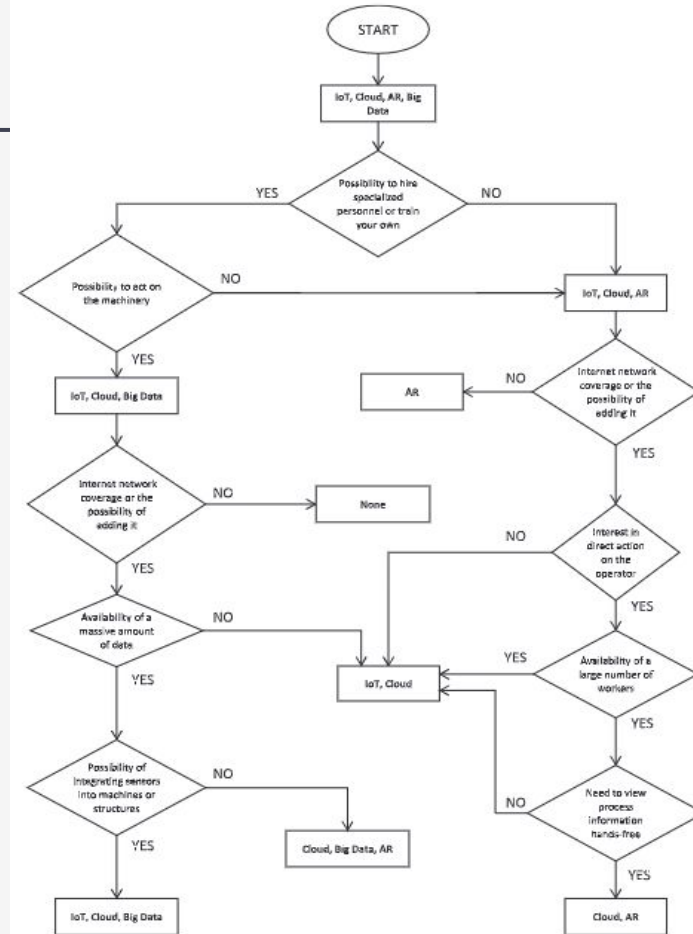 START
IoT, Cloud, AR, Big
Data
Possibility to hire
specialized
personnel or train
your own
YES
NO
Possibility to act on
the machinery
NO
IoT, Cloud, AR
YES
IoT, Cloud, Big Data
AR
NO
Internet network
coverage or the
possibility of
adding it
YES
Internet network
coverage or the
possibility of
adding it
NO
None
YES
NO
Interest in
direct action
on the
operator
YES
Availability of a
massive amount
of data
NO
YES
IoT, Cloud
YES
Availability of a
large number of
workers
YES
Possibility of
integrating sensors
into machines or
structures
NO
YES
Cloud, Big Data, AR
NO
Need to view
process
information
hands-free
YES
IoT, Cloud, Big Data
Cloud, AR